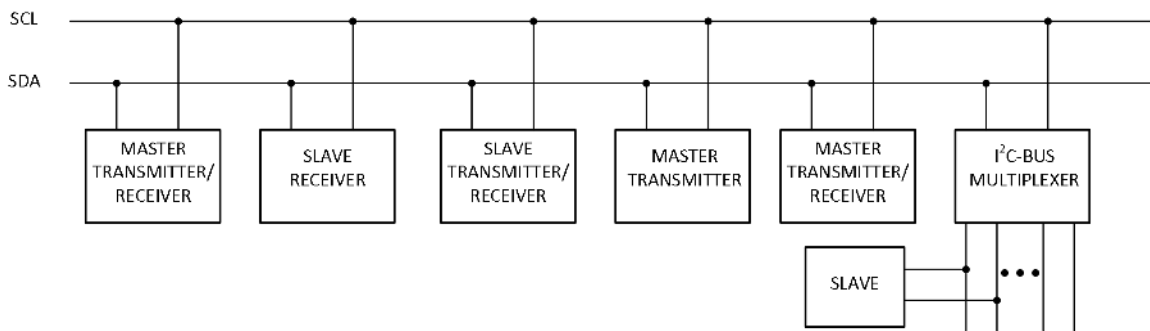 SCL
SDA
MASTER
TRANSMITTER/
RECEIVER
SLAVE
RECEIVER
SLAVE
TRANSMITTER/
RECEIVER
MASTER
TRANSMITTER
MASTER
TRANSMITTER/
RECEIVER
I²C-BUS
MULTIPLEXER
SLAVE